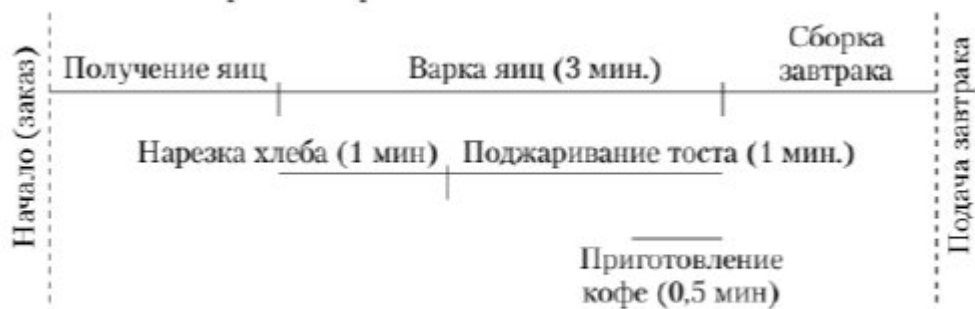 Начало (заказ)
Получение яиц
Варка яиц (3 мин.)
Сборка
завтрака
Нарезка хлеба (1 мин)
Поджаривание тоста (1 мин.)
Приготовление
кофе (0,5 мин)
Подача завтрака